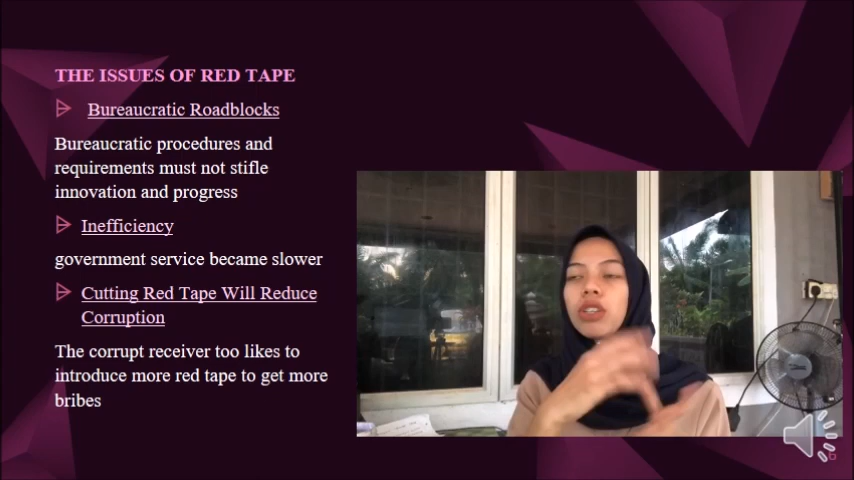 THE ISSUES OF RED TAPE
Bureaucratic Roadblocks
Bureaucratic procedures and
requirements must not stifle
innovation and progress
Inefficiency
government service became slower
Cutting Red Tape Will Reduce
Corruption
The corrupt receiver too likes to
introduce more red tape to get more
bribes